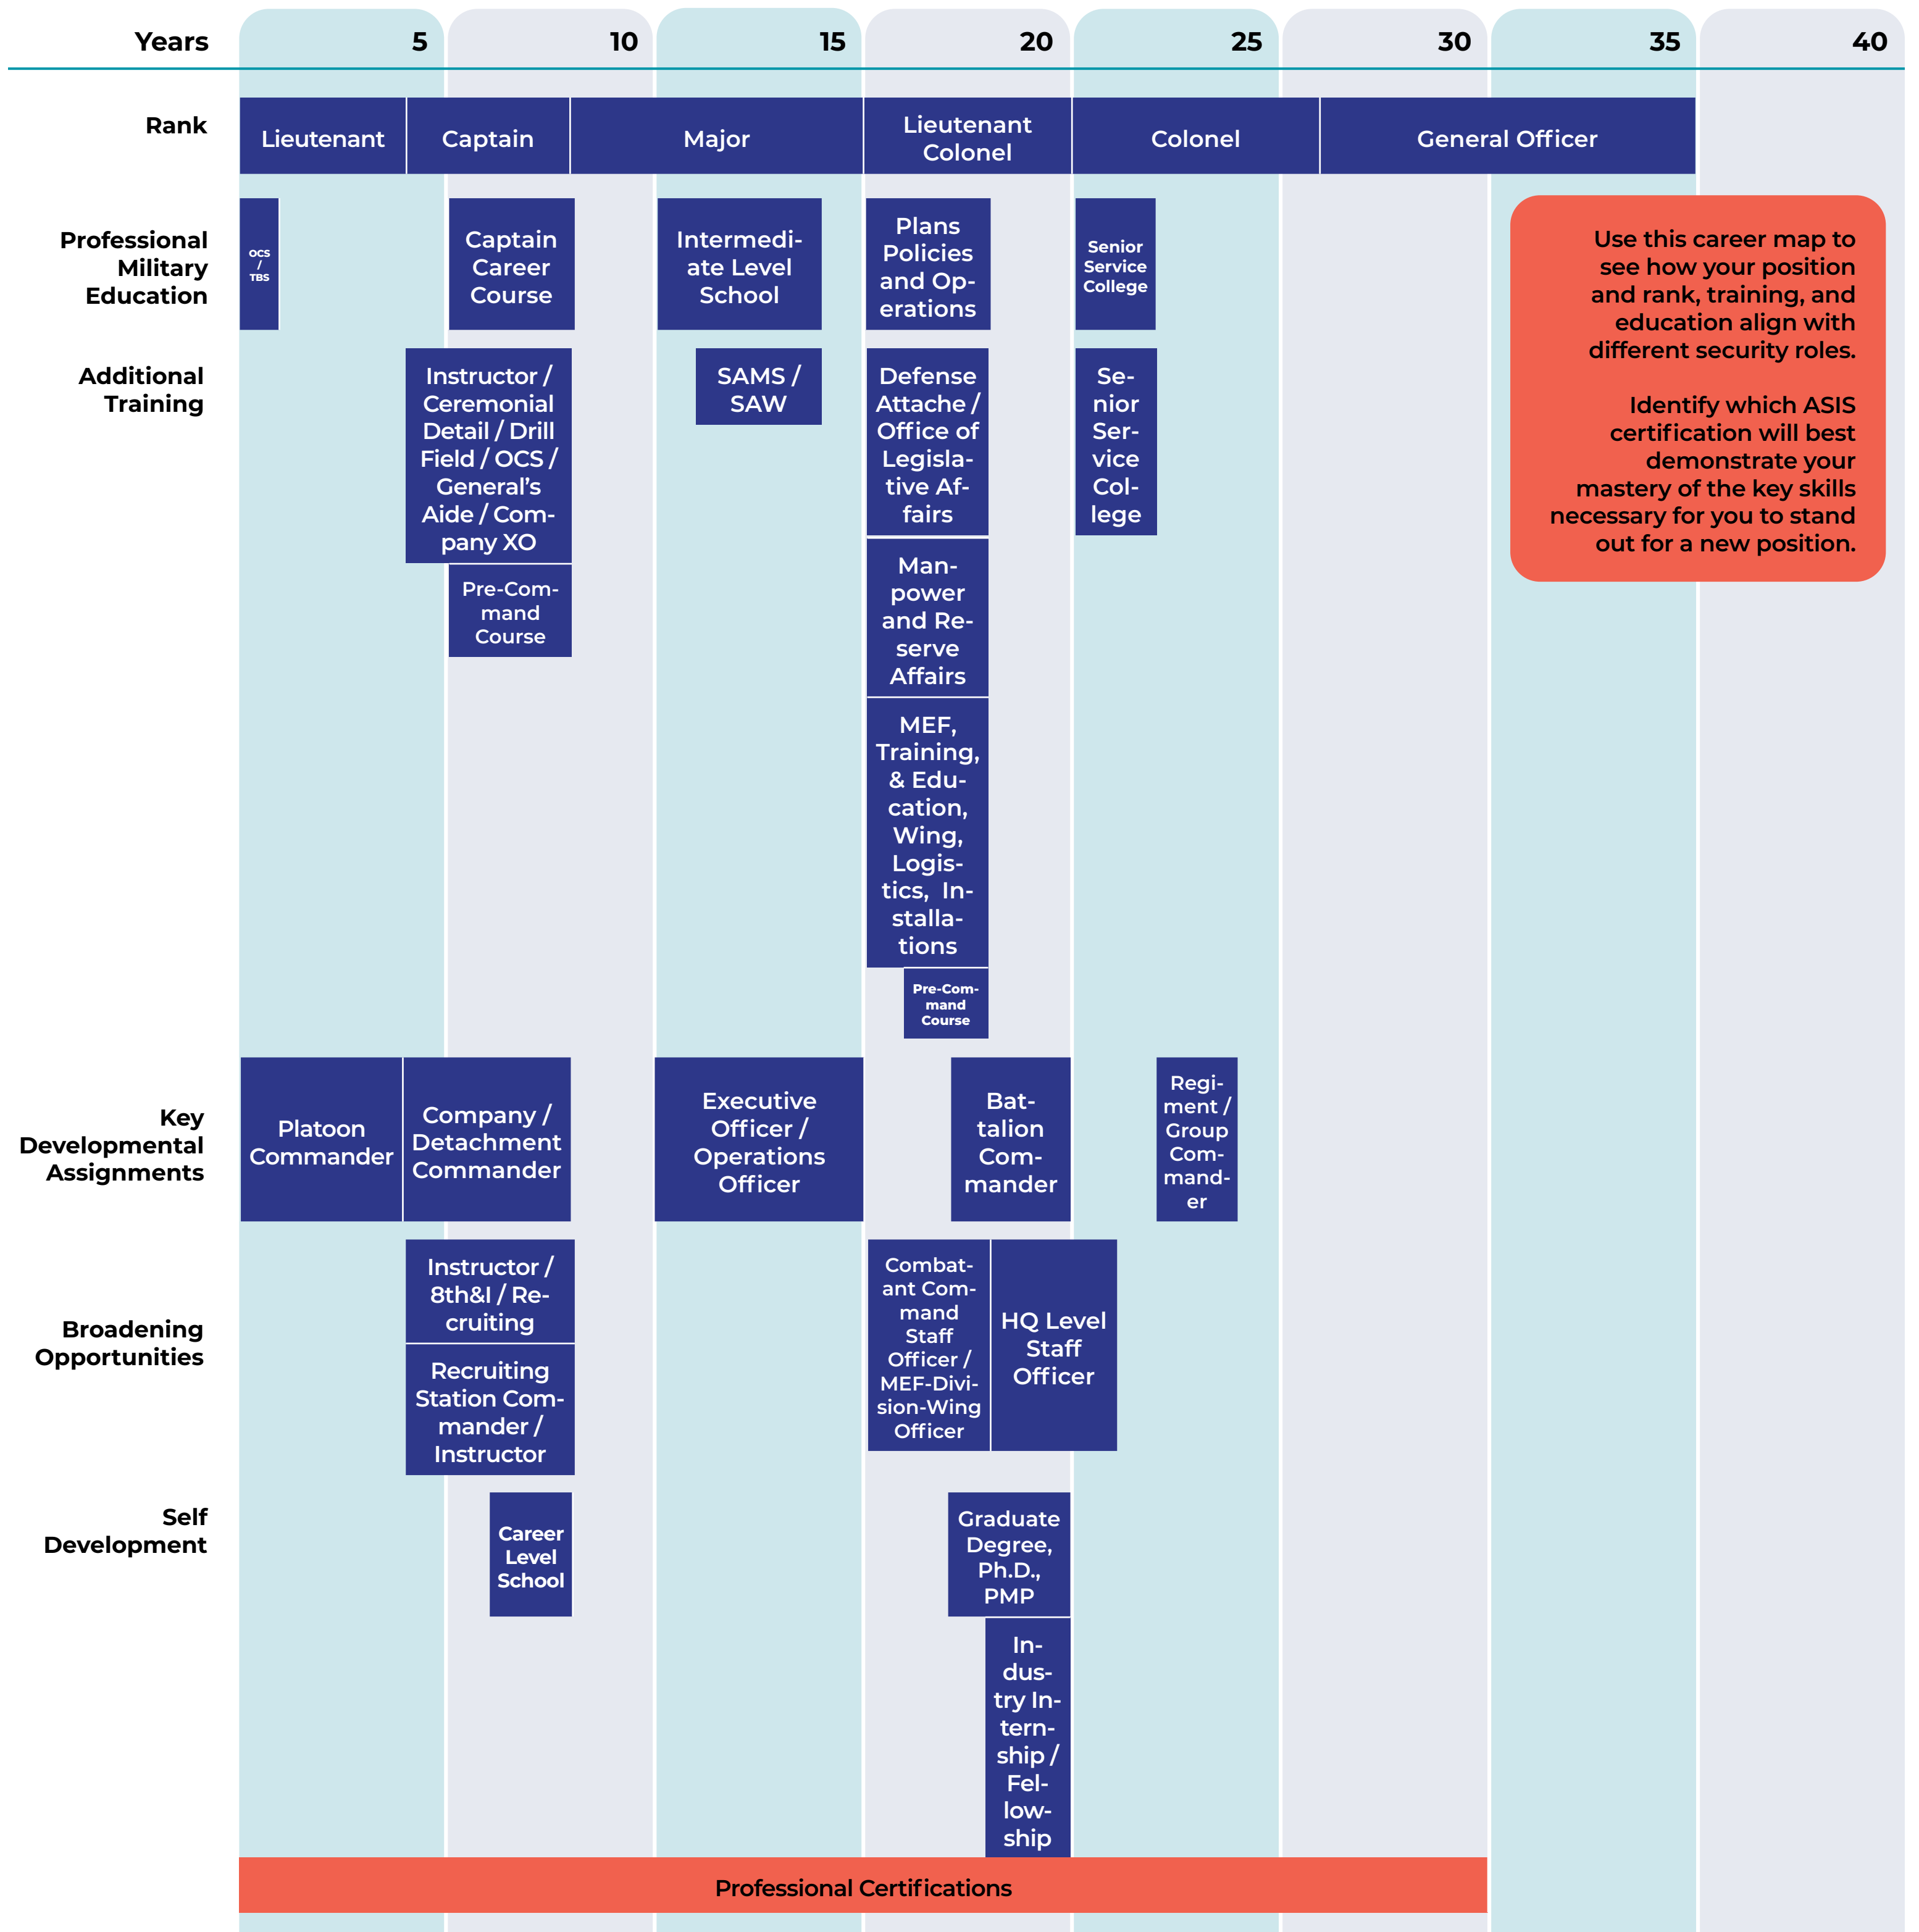 Years 5 10 15 20 25 30 35 40
Rank
Lieutenant
Captain
Major
Lieutenant
Colonel
Colonel
General Officer
Professional
Military
Education
OCS
/
TBS
Captain
Career
Course
Intermedi-
ate Level
School
Plans
Policies
and Op-
erations
Senior
Service
College
Use this career map to
see how your position
and rank, training, and
education align with
different security roles.
Identify which ASIS
certification will best
demonstrate your
mastery of the key skills
necessary for you to stand
out for a new position.
Additional
Training
Instructor /
Ceremonial
Detail / Drill
Field / OCS /
General’s
Aide / Com-
pany XO
Pre-Com-
mand
Course
SAMS /
SAW
Defense
Attache /
Office of
Legisla-
tive Af-
fairs
Man-
power
and Re-
serve
Affairs
MEF,
Training,
& Edu-
cation,
Wing,
Logis-
tics, In-
stalla-
tions
Pre-Com-
mand
Course
Se-
nior
Ser-
vice
Col-
lege
Key
Developmental
Assignments
Platoon
Commander
Company /
Detachment
Commander
Executive
Officer /
Operations
Officer
Bat-
talion
Com-
mander
Regi-
ment /
Group
Com-
mand-
er
Broadening
Opportunities
Instructor /
8th&I / Re-
cruiting
Recruiting
Station Com-
mander /
Instructor
Combat-
ant Com-
mand
Staff
Officer /
MEF-Divi-
sion-Wing
Officer
HQ Level
Staff
Officer
Self
Development
Career
Level
School
Graduate
Degree,
Ph.D.,
PMP
In-
dus-
try In-
tern-
ship /
Fel-
low-
ship
Professional Certifications